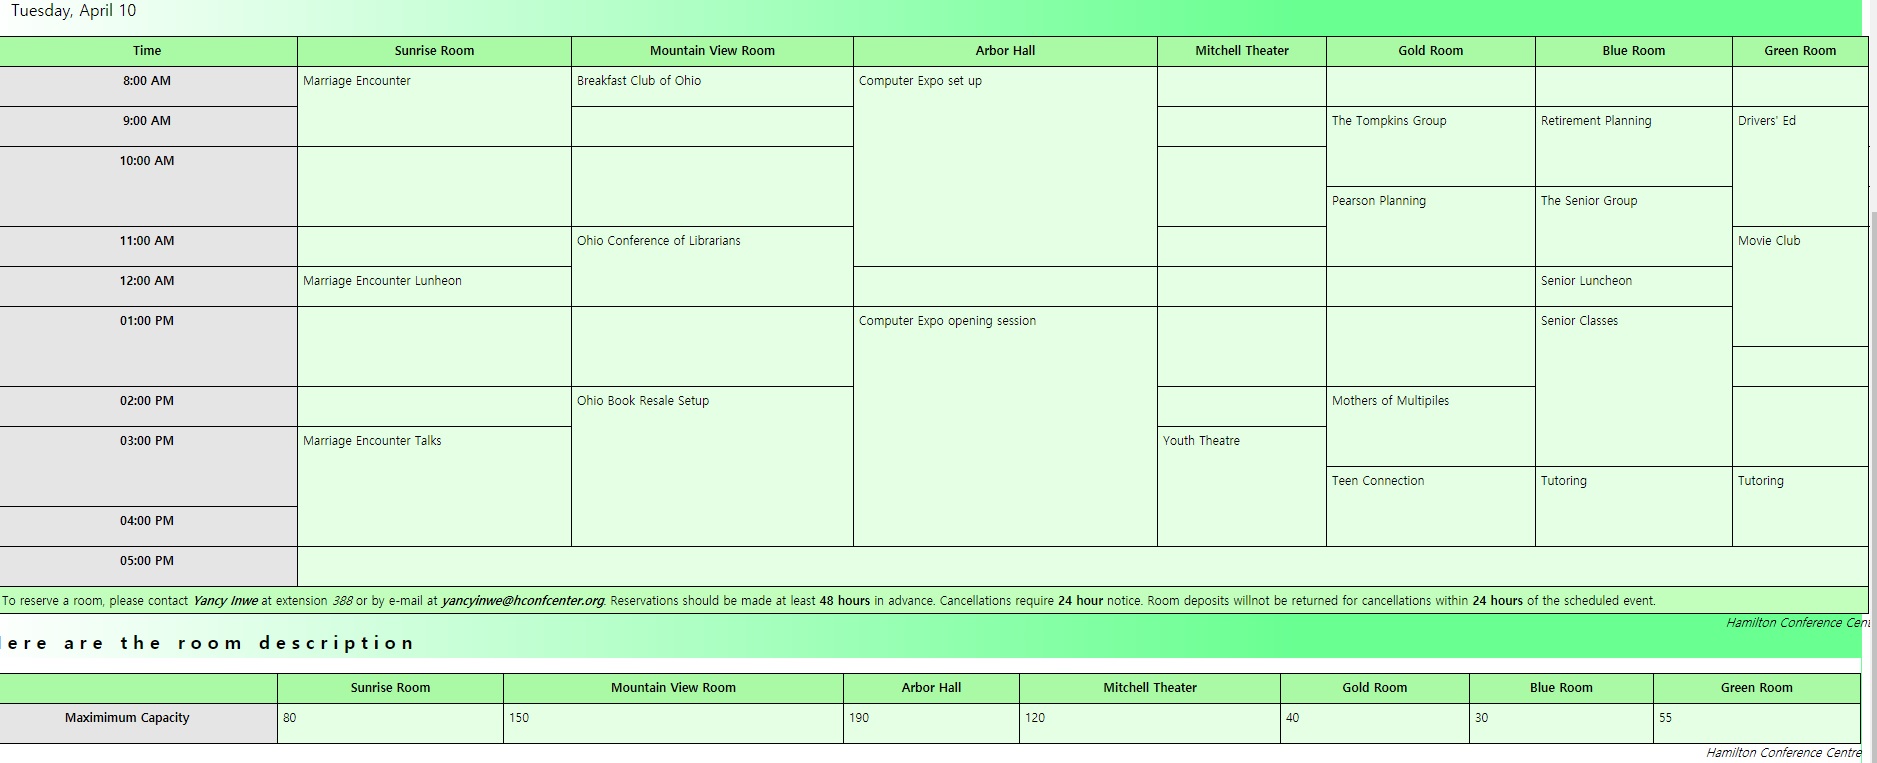 Tuesday, April 10
Time Sunrise Room Mountain View Room Arbor Hall Mitchell Theater Gold Room Blue Room Green Room
8:00 AM Marriage Encounter Breakfast Club of Ohio Computer Expo set up
9:00 AM The Tompkins Group Retirement Planning Drivers' Ed
10:00 AM
Pearson Planning The Senior Group
11:00 AM Ohio Conference of Librarians Movie Club
12:00 AM Marriage Encounter Lunheon Senior Luncheon
01:00 PM Computer Expo opening session Senior Classes
02:00 PM Ohio Book Resale Setup Mothers of Multipiles
03:00 PM Marriage Encounter Talks Youth Theatre
Teen Connection Tutoring Tutoring
04:00 PM
05:00 PM
To reserve a room, please contact Yancy Inwe at extension 388 or by e-mail at yancyinwe@hconfcenter.org. Reservations should be made at least 48 hours in advance. Cancellations require 24 hour notice. Room deposits willnot be returned for cancellations within 24 hours of the scheduled event.
Hamilton Conference Cent
ere are the room description
Sunrise Room Mountain View Room Arbor Hall Mitchell Theater Gold Room Blue Room Green Room
Maximimum Capacity 80 150 190 120 40 30 55
Hamilton Conference Centre